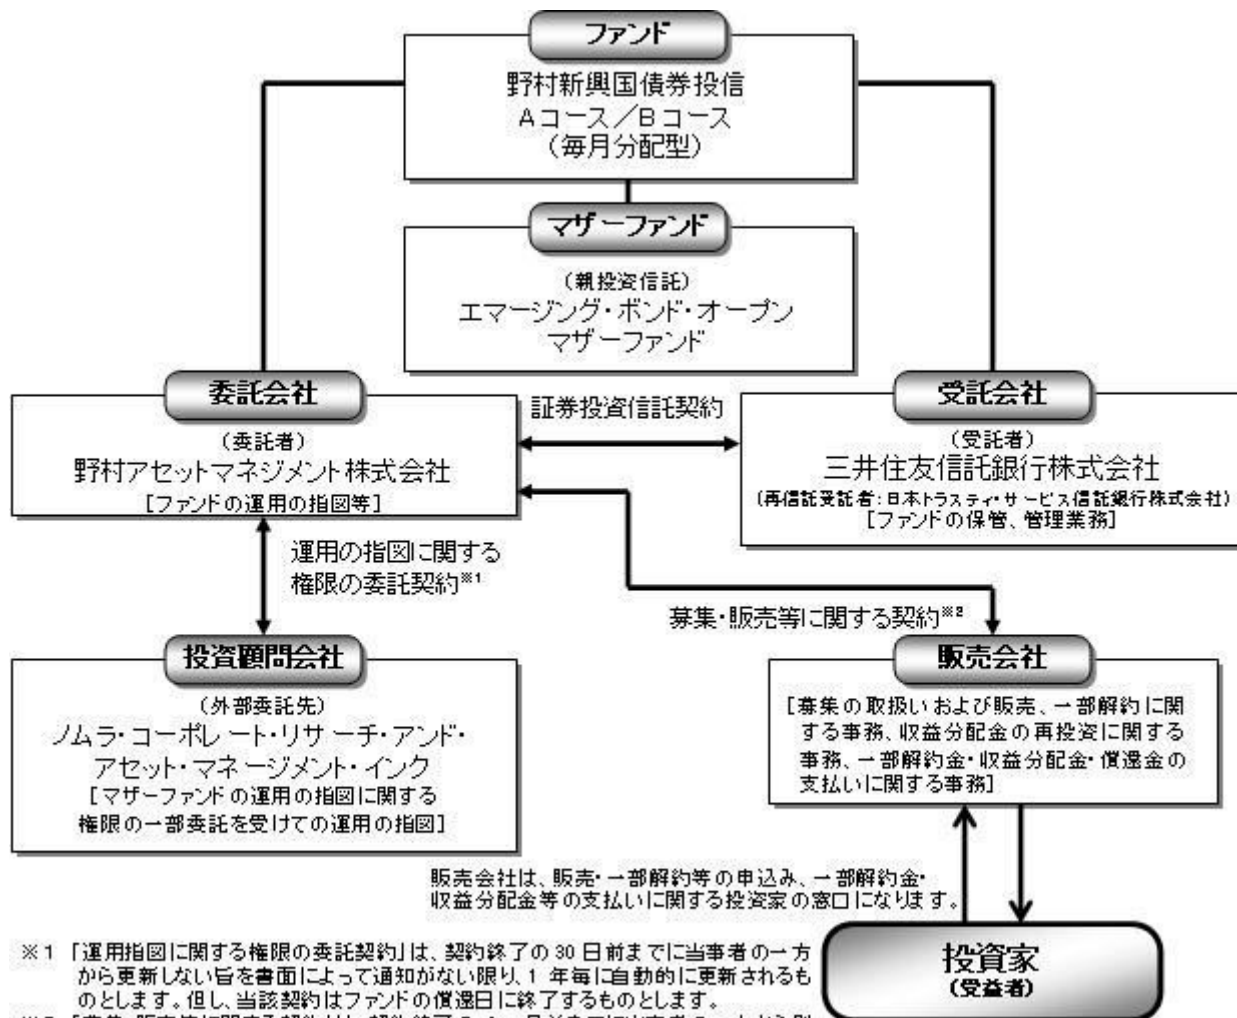 ファンド
野村新興国債券投信
Aコース／Bコース
（毎月分配型）
マザーファンド
（親投資信託）
エマージング・ボンド・オープン
マザーファンド
委託会社
（委託者）
野村アセットマネジメント株式会社
［ファンドの運用の指図等］
証券投資信託契約
受託会社
（受託者）
三井住友信託銀行株式会社
（再信託受託者：日本トラスティ・サービス信託銀行株式会社）
［ファンドの保管、管理業務］
運用の指図に関する
権限の委託契約※1
募集・販売等に関する契約※2
投資顧問会社
（外部委託先）
ノムラ・コーポレート・リサーチ・アンド・
アセット・マネージメント・インク
［マザーファンドの運用の指図に関する
権限の一部委託を受けての運用の指図］
販売会社
［募集の取扱いおよび販売、一部解約に関
する事務、収益分配金の再投資に関する
事務、一部解約金・収益分配金・償還金の
支払いに関する事務］
販売会社は、販売・一部解約等の申込み、一部解約金・
収益分配金等の支払いに関する投資家の窓口になります。
投資家
（受益者）
※1 「運用指図に関する権限の委託契約」は、契約終了の30日前までに当事者の一方
から更新しない旨を書面によって通知がない限り、1年毎に自動的に更新されるも
のとします。但し、当該契約はファンドの償還日に終了するものとします。